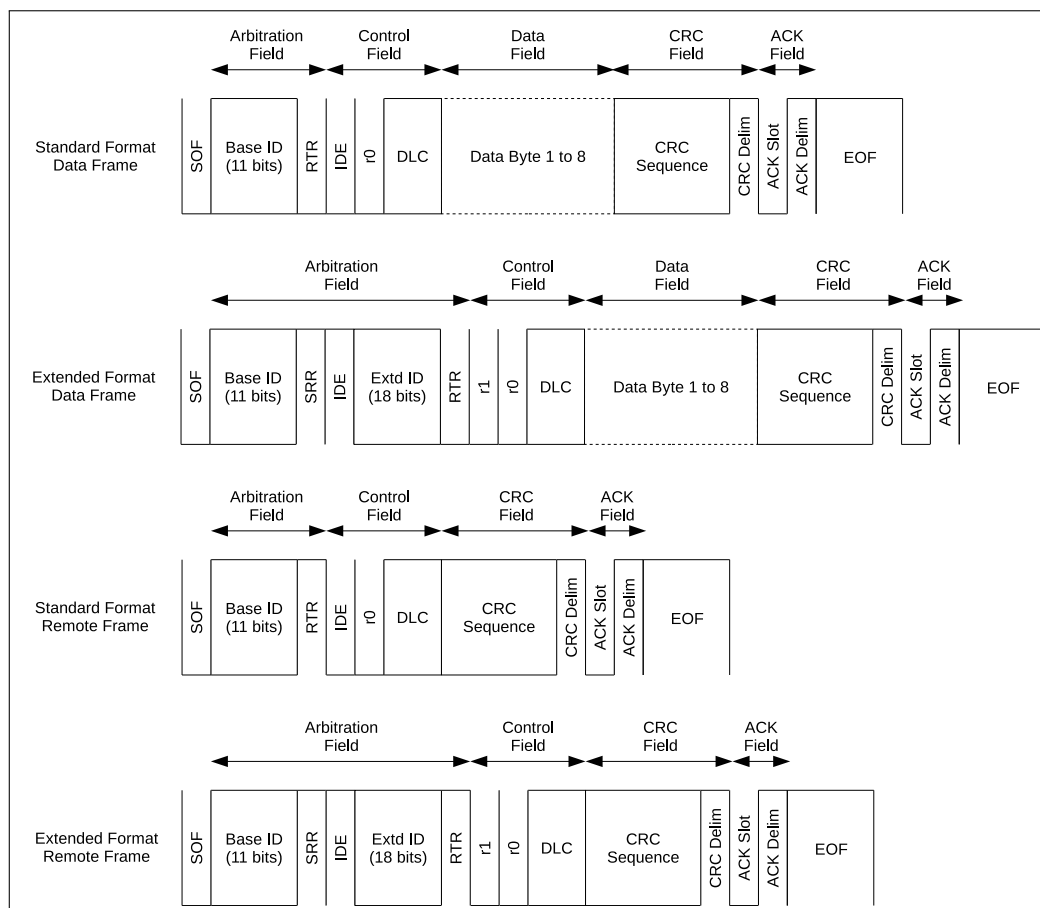 Arbitration Field
Control Field
Data Field
CRC Field
ACK Field
Standard Format Data Frame
SOF
Base ID (11 bits)
RTR
IDE
r0
DLC
Data Byte 1 to 8
CRC Sequence
CRC Delim
ACK Slot
ACK Delim
EOF
Arbitration Field
Control Field
Data Field
CRC Field
ACK Field
Extended Format Data Frame
SOF
Base ID (11 bits)
SRR
IDE
Extd ID (18 bits)
RTR
r1
r0
DLC
Data Byte 1 to 8
CRC Sequence
CRC Delim
ACK Slot
ACK Delim
EOF
Arbitration Field
Control Field
CRC Field
ACK Field
Standard Format Remote Frame
SOF
Base ID (11 bits)
RTR
IDE
r0
DLC
CRC Sequence
CRC Delim
ACK Slot
ACK Delim
EOF
Arbitration Field
Control Field
CRC Field
ACK Field
Extended Format Remote Frame
SOF
Base ID (11 bits)
SRR
IDE
Extd ID (18 bits)
RTR
r1
r0
DLC
CRC Sequence
CRC Delim
ACK Slot
ACK Delim
EOF